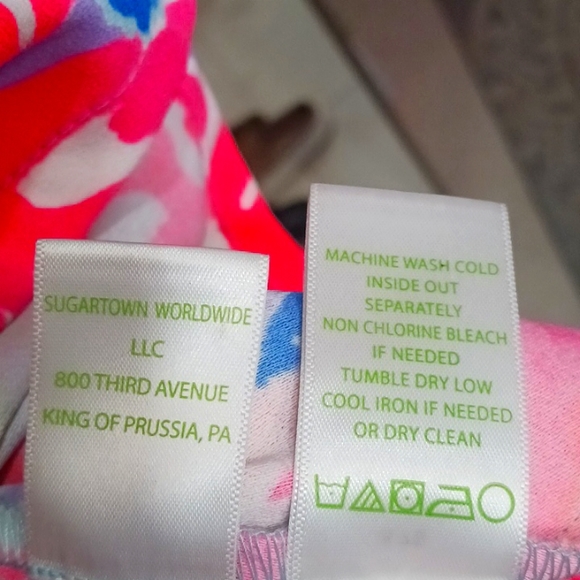 SUGARTOWN WORLDWIDE
LLC
800 THIRD AVENUE
KING OF PRUSSIA, PA
MACHINE WASH COLD
INSIDE OUT
SEPARATELY
NON CHLORINE BLEACH
IF NEEDED
TUMBLE DRY LOW
COOL IRON IF NEEDED
OR DRY CLEAN